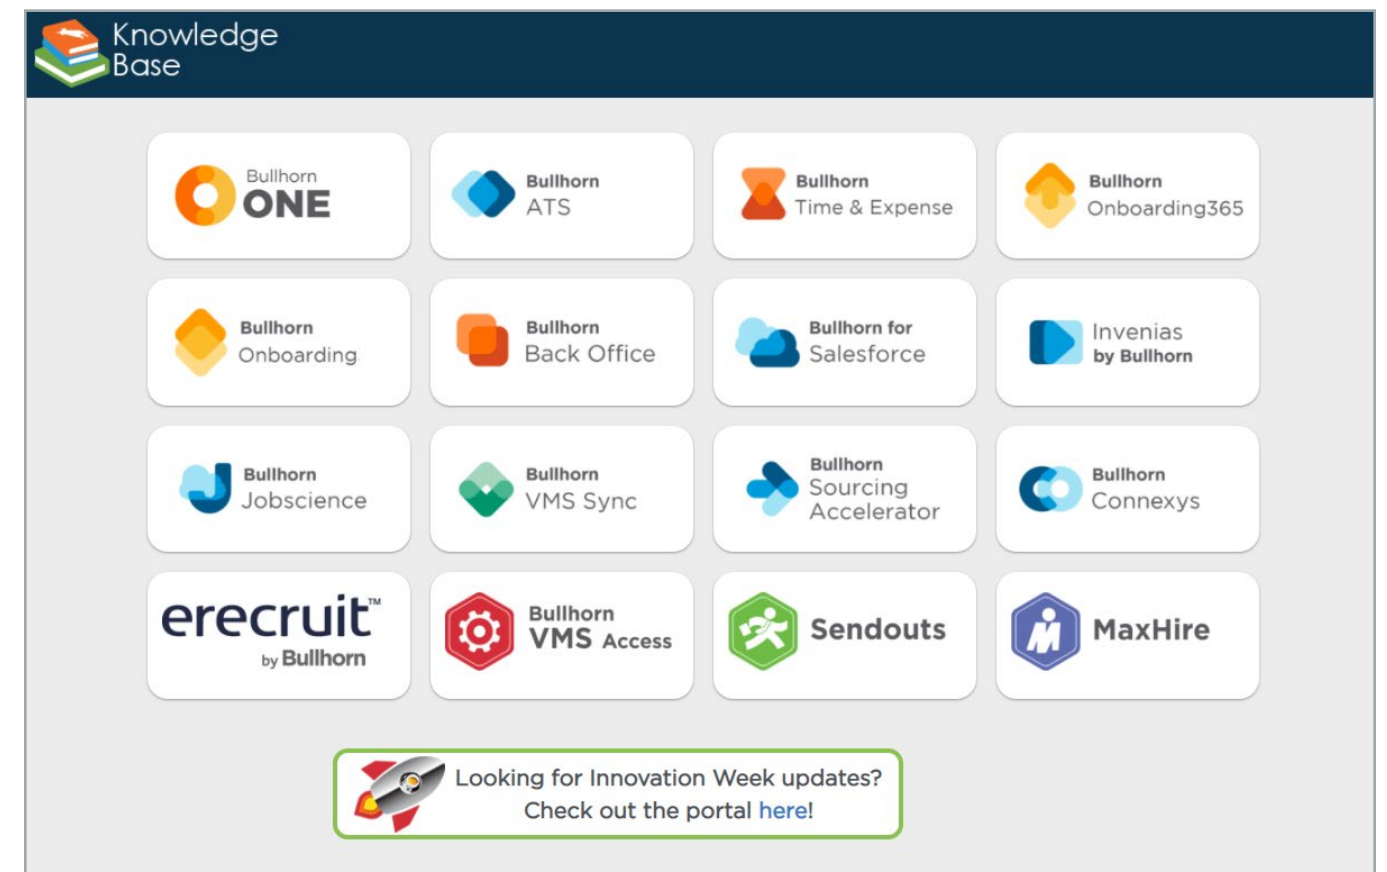 Knowledge
Base
Bullhorn
ONE
Bullhorn
ATS
Bullhorn
Time & Expense
Bullhorn
Onboarding365
Bullhorn
Onboarding
Bullhorn
Back Office
Bullhorn for
Salesforce
Invenias
by Bullhorn
Bullhorn
Jobscience
Bullhorn
VMS Sync
Bullhorn
Sourcing
Accelerator
Bullhorn
Connexys
erecruit™
by Bullhorn
Bullhorn
VMS Access
Sendouts
MaxHire
Looking for Innovation Week updates?
Check out the portal here!